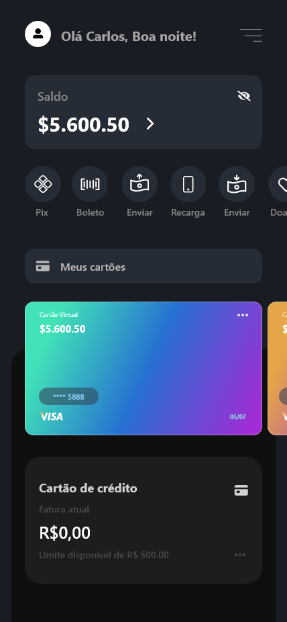 Olá Carlos, Boa noite!
Saldo
$5.600.50
Pix Boleto Enviar Recarga Enviar Doa
Meus cartões
Cartão Virtual
$5.600.50
**** 5888
VISA 05/07
Cartão de crédito
Fatura atual
R$0,00
Limite disponível de R$ 500.00